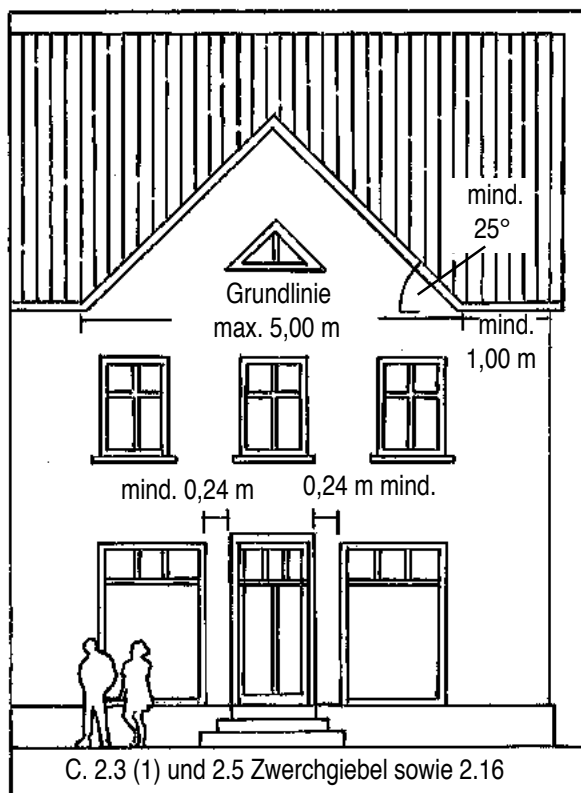 mind.
25°
Grundlinie
max. 5,00 m
mind.
1,00 m
mind. 0,24 m
0,24 m mind.
C. 2.3 (1) und 2.5 Zwerchgiebel sowie 2.16